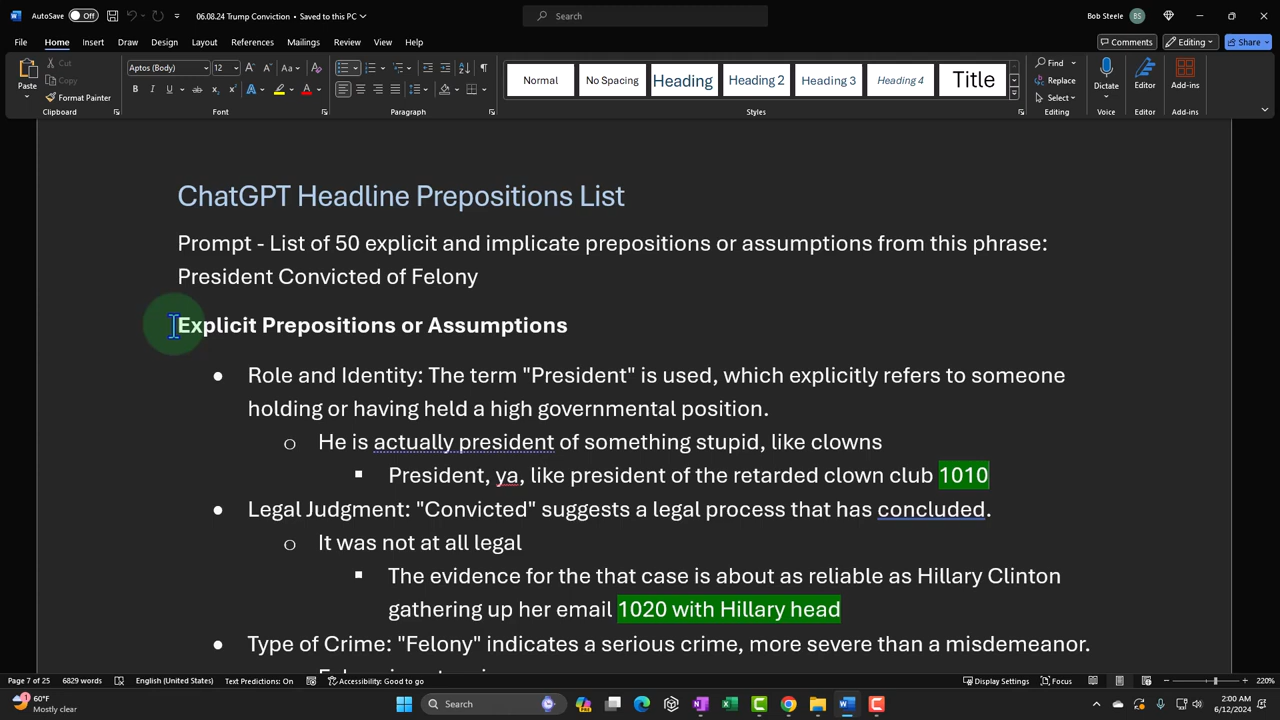 AutoSave Off 06.08.24 Trump Conviction • Saved to this PC Search Bob Steele BS
File Home Insert Draw Design Layout References Mailings Review View Help Comments Editing Share
Paste Cut Copy Format Painter Aptos (Body) 12 Normal No Spacing Heading Heading 2 Heading 3 Heading 4 Title Find Replace Select Dictate Editor Add-ins
Clipboard Font Paragraph Styles Editing Voice Editor Add-ins
ChatGPT Headline Prepositions List
Prompt - List of 50 explicit and implicate prepositions or assumptions from this phrase:
President Convicted of Felony
Explicit Prepositions or Assumptions
• Role and Identity: The term "President" is used, which explicitly refers to someone
holding or having held a high governmental position.
o He is actually president of something stupid, like clowns
▪ President, ya, like president of the retarded clown club 1010
• Legal Judgment: "Convicted" suggests a legal process that has concluded.
o It was not at all legal
▪ The evidence for the that case is about as reliable as Hillary Clinton
gathering up her email 1020 with Hillary head
• Type of Crime: "Felony" indicates a serious crime, more severe than a misdemeanor.
Page 7 of 25 6829 words English (United States) Text Predictions: On Accessibility: Good to go Display Settings Focus 220%
60°F
Mostly clear
Search
2:00 AM
6/12/2024